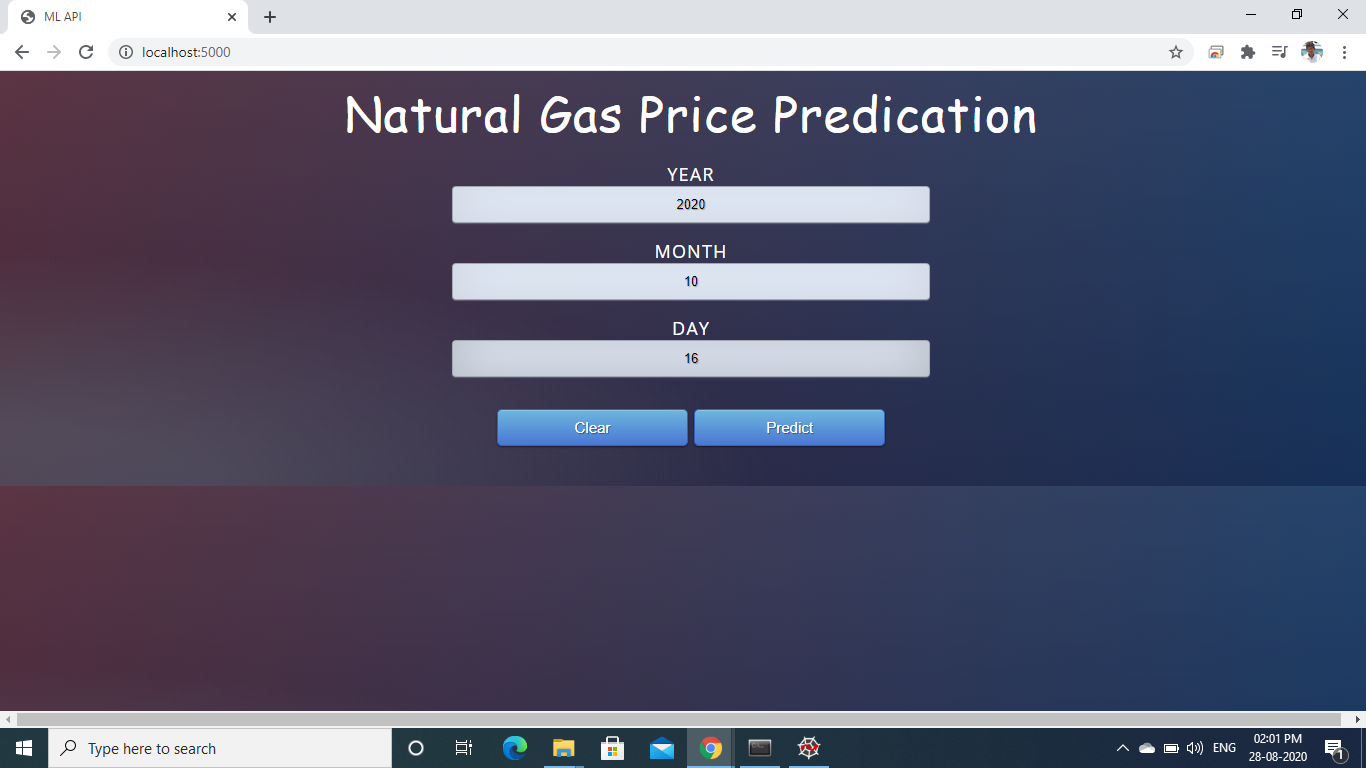 ML API
localhost:5000
Natural Gas Price Predication
YEAR
2020
MONTH
10
DAY
16
Clear Predict
Type here to search
ENG
02:01 PM
28-08-2020
1